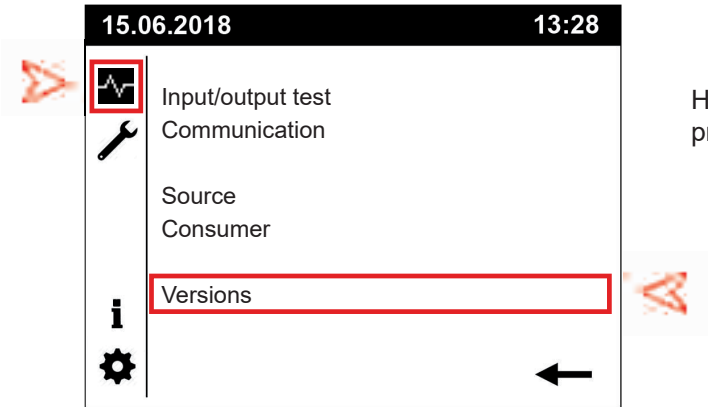 15.06.2018 13:28
Input/output test
Communication
Source
Consumer
Versions